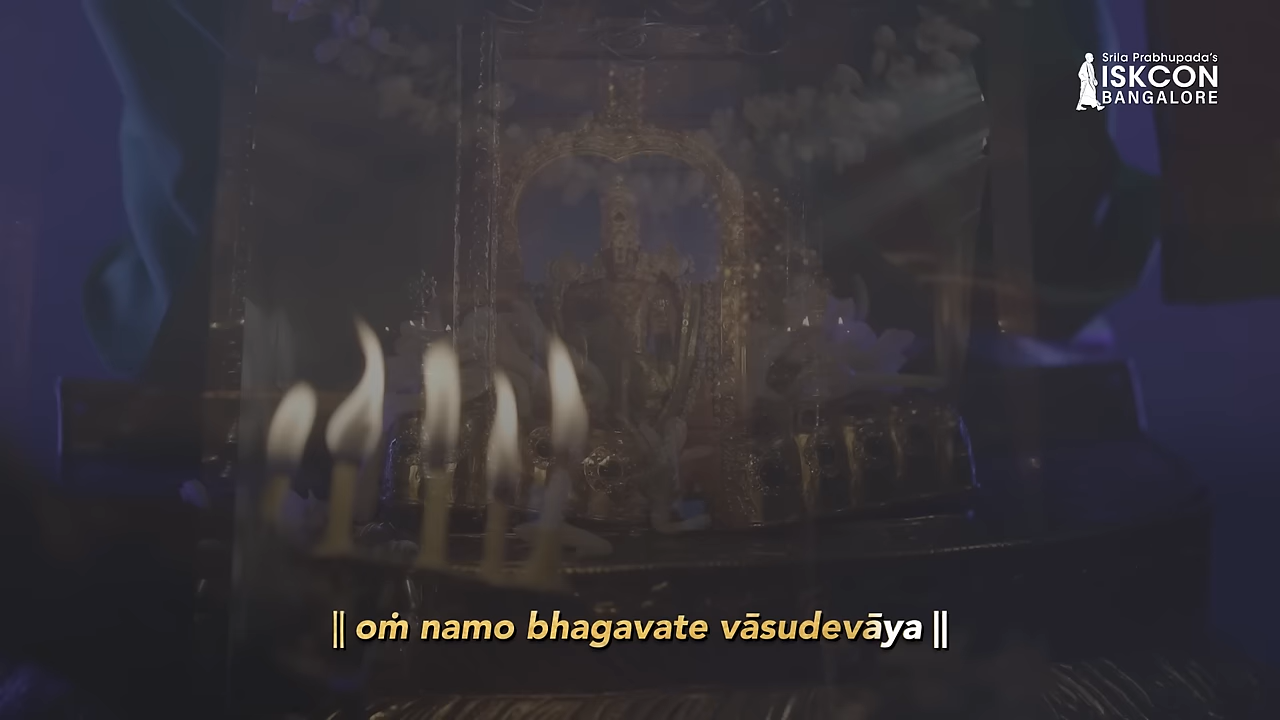 Srila Prabhupada's
ISKCON
BANGALORE
|| oṁ namo bhagavate vāsudevāya ||